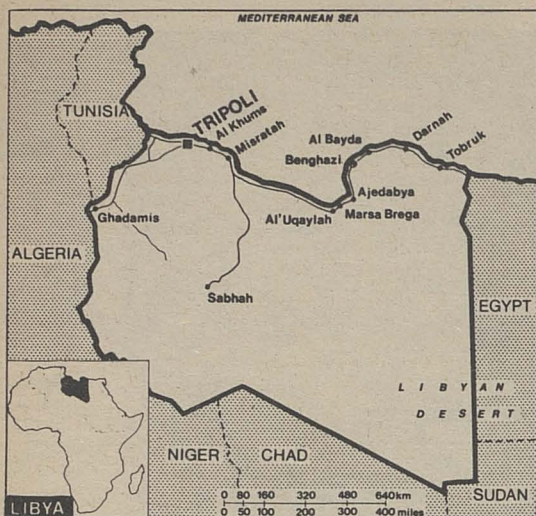 MEDITERRANEAN SEA
TUNISIA
TRIPOLI
Al Khums
Misratah
Al Bayda
Darnah
Benghazi
Tobruk
Ajedabya
Al'Uqaylah
Marsa Brega
Ghadamis
ALGERIA
Sabhah
EGYPT
LIBYAN
DESERT
NIGER
CHAD
SUDAN
LIBYA
0 80 160 320 480 640km
0 50 100 200 300 400 miles